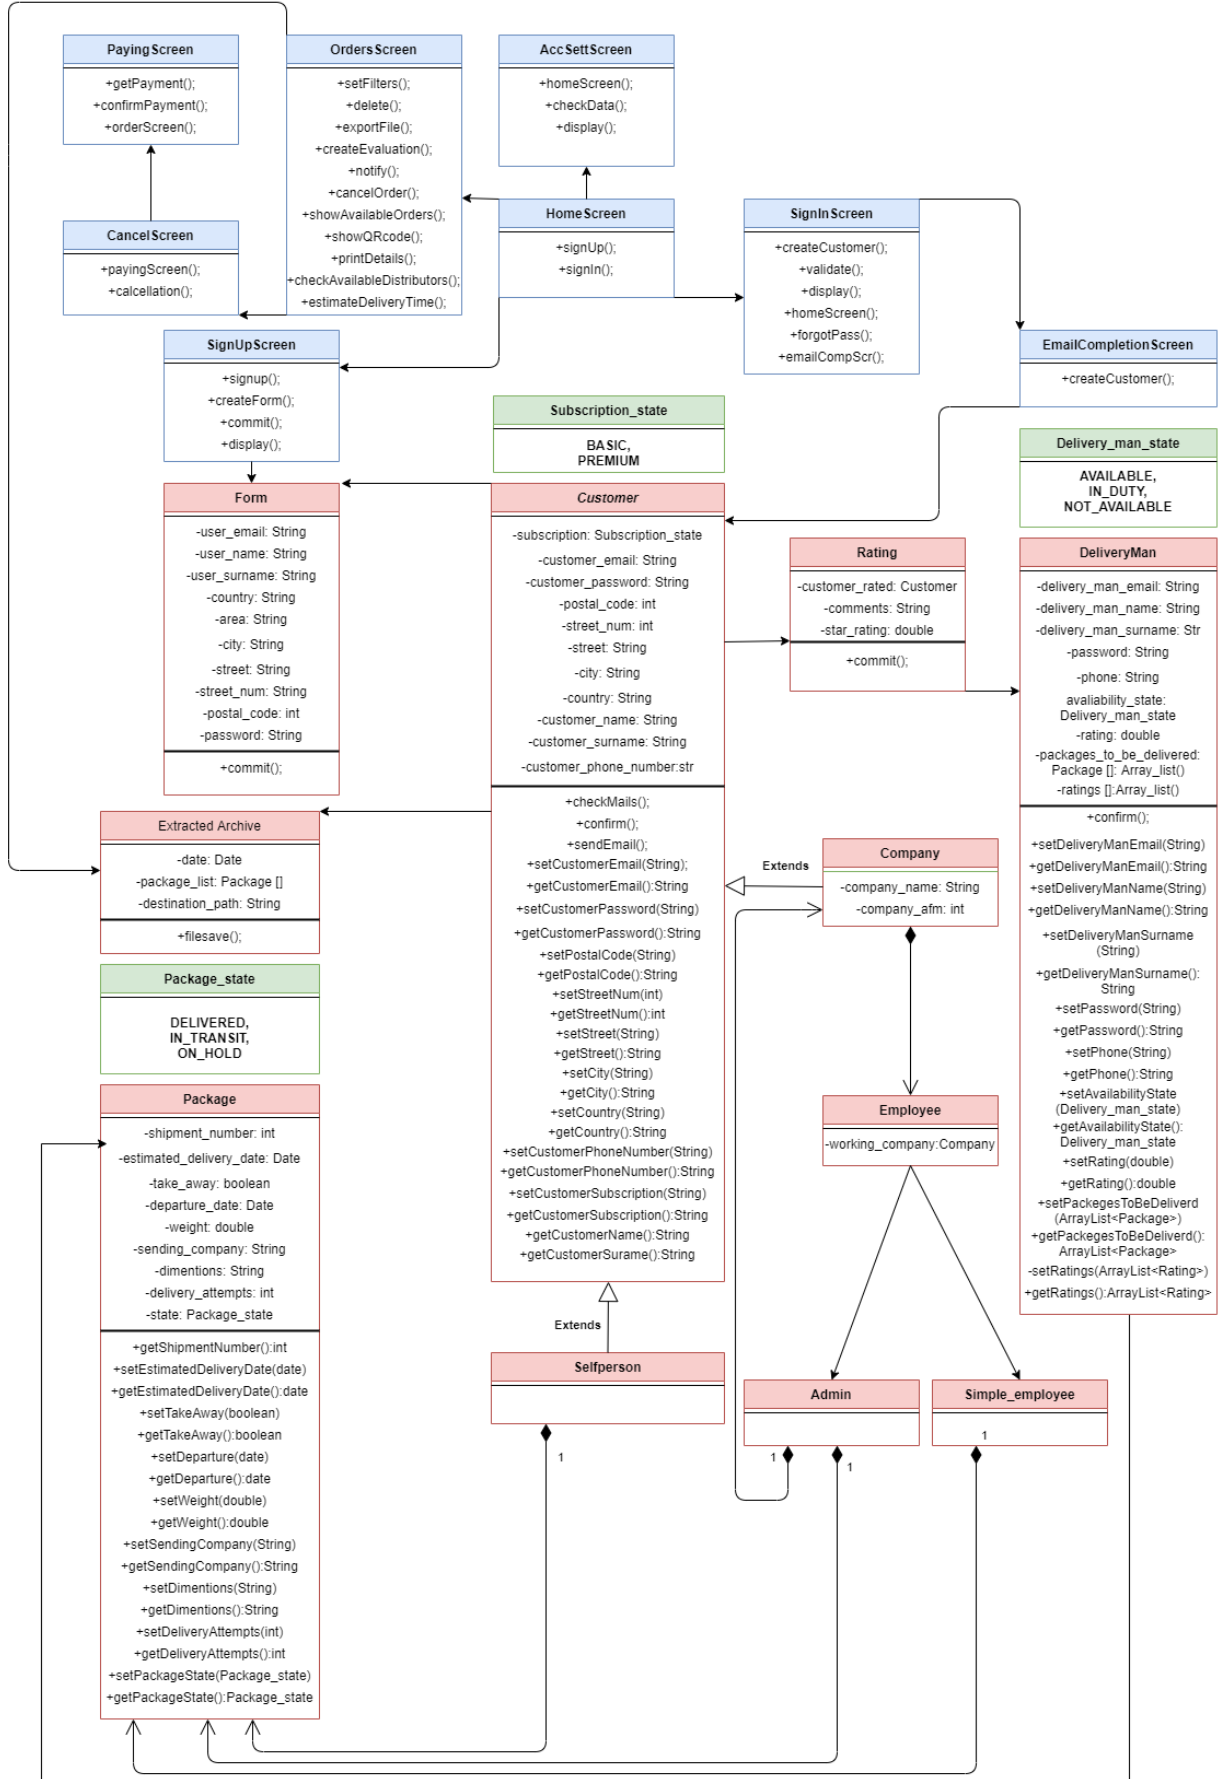 PayingScreen
+getPayment();
+confirmPayment();
+orderScreen();
OrdersScreen
+setFilters();
+delete();
+exportFile();
+createEvaluation();
+notify();
+cancelOrder();
+showAvailableOrders();
+showQRcode();
+printDetails();
+checkAvailableDistributors();
+estimateDeliveryTime();
AccSettScreen
+homeScreen();
+checkData();
+display();
CancelScreen
+payingScreen();
+calcellation();
HomeScreen
+signUp();
+signIn();
SignInScreen
+createCustomer();
+validate();
+display();
+homeScreen();
+forgotPass();
+emailCompScr();
SignUpScreen
+signup();
+createForm();
+commit();
+display();
EmailCompletionScreen
+createCustomer();
Subscription_state
BASIC,
PREMIUM
Delivery_man_state
AVAILABLE,
IN_DUTY,
NOT_AVAILABLE
Form
-user_email: String
-user_name: String
-user_surname: String
-country: String
-area: String
-city: String
-street: String
-street_num: String
-postal_code: int
-password: String
+commit();
Customer
-subscription: Subscription_state
-customer_email: String
-customer_password: String
-postal_code: int
-street_num: int
-street: String
-city: String
-country: String
-customer_name: String
-customer_surname: String
-customer_phone_number:str
+checkMails();
+confirm();
+sendEmail();
+setCustomerEmail(String);
+getCustomerEmail():String
+setCustomerPassword(String)
+getCustomerPassword():String
+setPostalCode(String)
+getPostalCode():String
+setStreetNum(int)
+getStreetNum():int
+setStreet(String)
+getStreet():String
+setCity(String)
+getCity():String
+setCountry(String)
+getCountry():String
+setCustomerPhoneNumber(String)
+getCustomerPhoneNumber():String
+setCustomerSubscription(String)
+getCustomerSubscription():String
+getCustomerName():String
+getCustomerSurame():String
Rating
-customer_rated: Customer
-comments: String
-star_rating: double
+commit();
DeliveryMan
-delivery_man_email: String
-delivery_man_name: String
-delivery_man_surname: Str
-password: String
-phone: String
avaliability_state:
Delivery_man_state
-rating: double
-packages_to_be_delivered:
Package []: Array_list()
-ratings []:Array_list()
+confirm();
+setDeliveryManEmail(String)
+getDeliveryManEmail():String
+setDeliveryManName(String)
+getDeliveryManName():String
+setDeliveryManSurname
(String)
+getDeliveryManSurname():
String
+setPassword(String)
+getPassword():String
+setPhone(String)
+getPhone():String
+setAvailabilityState
(Delivery_man_state)
+getAvailabilityState():
Delivery_man_state
+setRating(double)
+getRating():double
+setPackegesToBeDeliverd
(ArrayList<Package>)
+getPackegesToBeDeliverd():
ArrayList<Package>
-setRatings(ArrayList<Rating>)
+getRatings():ArrayList<Rating>
Extracted Archive
-date: Date
-package_list: Package []
-destination_path: String
+filesave();
Extends
Company
-company_name: String
-company_afm: int
Package_state
DELIVERED,
IN_TRANSIT,
ON_HOLD
Package
-shipment_number: int
-estimated_delivery_date: Date
-take_away: boolean
-departure_date: Date
-weight: double
-sending_company: String
-dimentions: String
-delivery_attempts: int
-state: Package_state
+getShipmentNumber():int
+setEstimatedDeliveryDate(date)
+getEstimatedDeliveryDate():date
+setTakeAway(boolean)
+getTakeAway():boolean
+setDeparture(date)
+getDeparture():date
+setWeight(double)
+getWeight():double
+setSendingCompany(String)
+getSendingCompany():String
+setDimentions(String)
+getDimentions():String
+setDeliveryAttempts(int)
+getDeliveryAttempts():int
+setPackageState(Package_state)
+getPackageState():Package_state
Employee
-working_company:Company
Extends
Selfperson
1
Admin
1
1
Simple_employee
1